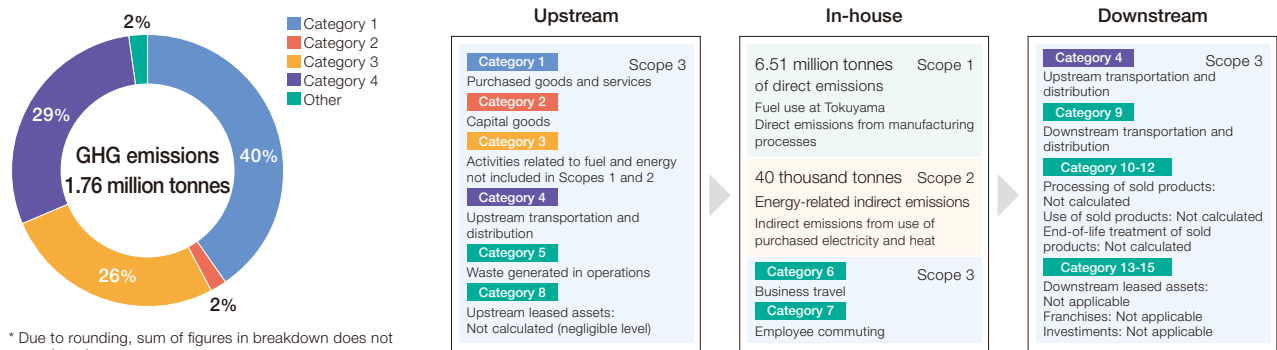 2%
Category 1
Category 2
Category 3
Category 4
Other
29%
GHG emissions
1.76 million tonnes
40%
26%
2%
* Due to rounding, sum of figures in breakdown does not
Upstream
Category 1
Scope 3
Purchased goods and services
Category 2
Capital goods
Category 3
Activities related to fuel and energy
not included in Scopes 1 and 2
Category 4
Upstream transportation and
distribution
Category 5
Waste generated in operations
Category 8
Upstream leased assets:
Not calculated (negligible level)
In-house
6.51 million tonnes
Scope 1
of direct emissions
Fuel use at Tokuyama
Direct emissions from manufacturing
processes
40 thousand tonnes
Scope 2
Energy-related indirect emissions
Indirect emissions from use of
purchased electricity and heat
Category 6
Scope 3
Business travel
Category 7
Employee commuting
Downstream
Category 4
Scope 3
Upstream transportation and
distribution
Category 9
Downstream transportation and
distribution
Category 10-12
Processing of sold products:
Not calculated
Use of sold products: Not calculated
End-of-life treatment of sold
products: Not calculated
Category 13-15
Downstream leased assets:
Not applicable
Franchises: Not applicable
Investiments: Not applicable